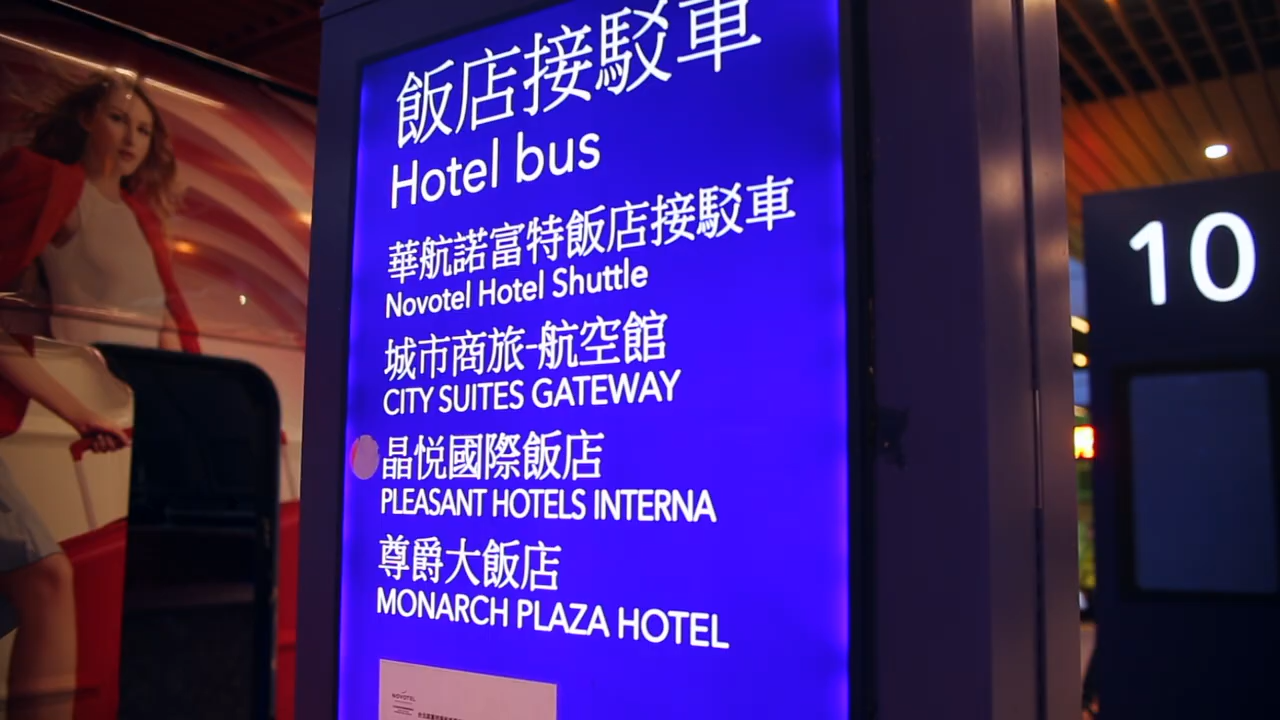 飯店接駁車
Hotel bus
華航諾富特飯店接駁車
Novotel Hotel Shuttle
城市商旅-航空館
CITY SUITES GATEWAY
晶悦國際飯店
PLEASANT HOTELS INTERNA
尊爵大飯店
MONARCH PLAZA HOTEL
NOVOTEL
10